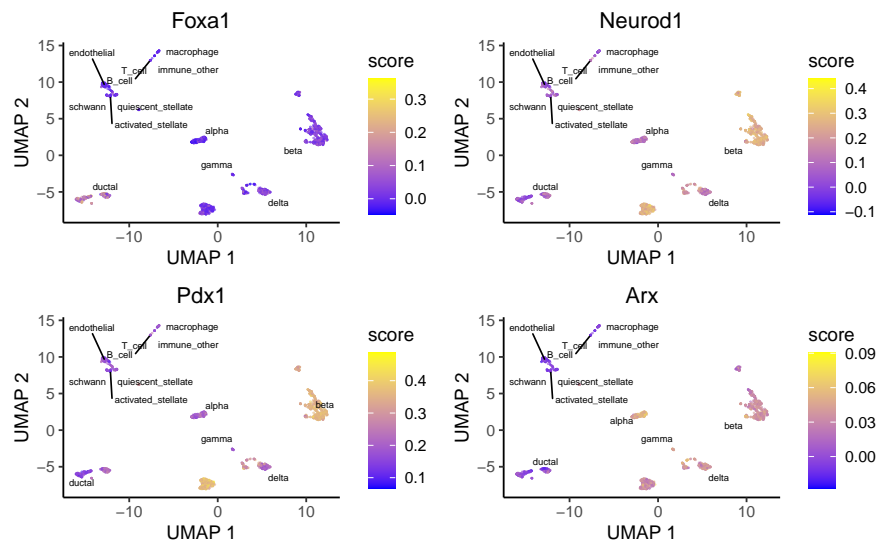 Foxa1
15
10
5
0
−5
−10
0
10
UMAP 2
UMAP 1
endothelial
macrophage
T_cell
immune_other
B_cell
schwann
quiescent_stellate
activated_stellate
alpha
beta
gamma
ductal
delta
score
0.3
0.2
0.1
0.0
Neurod1
15
10
5
0
−5
−10
0
10
UMAP 2
UMAP 1
endothelial
macrophage
T_cell
immune_other
B_cell
schwann
quiescent_stellate
activated_stellate
alpha
beta
gamma
ductal
delta
score
0.4
0.3
0.2
0.1
0.0
−0.1
Pdx1
15
10
5
0
−5
−10
0
10
UMAP 2
UMAP 1
endothelial
macrophage
T_cell
immune_other
B_cell
schwann
quiescent_stellate
activated_stellate
alpha
beta
gamma
ductal
delta
score
0.4
0.3
0.2
0.1
Arx
15
10
5
0
−5
−10
0
10
UMAP 2
UMAP 1
endothelial
macrophage
T_cell
immune_other
B_cell
schwann
quiescent_stellate
activated_stellate
alpha
beta
gamma
ductal
delta
score
0.09
0.06
0.03
0.00